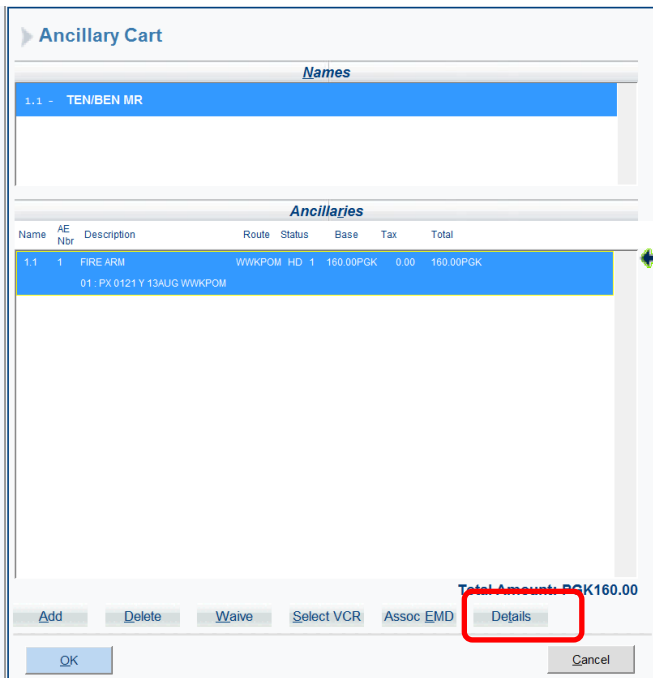 Ancillary Cart
Names
1.1 - TEN/BEN MR
Ancillaries
Name AE Nbr Description Route Status Base Tax Total
1.1 1 FIRE ARM WWKPOM HD 1 160.00PGK 0.00 160.00PGK
01 : PX 0121 Y 13AUG WWKPOM
Total Amount: PGK160.00
Add Delete Waive Select VCR Assoc EMD Details
OK Cancel